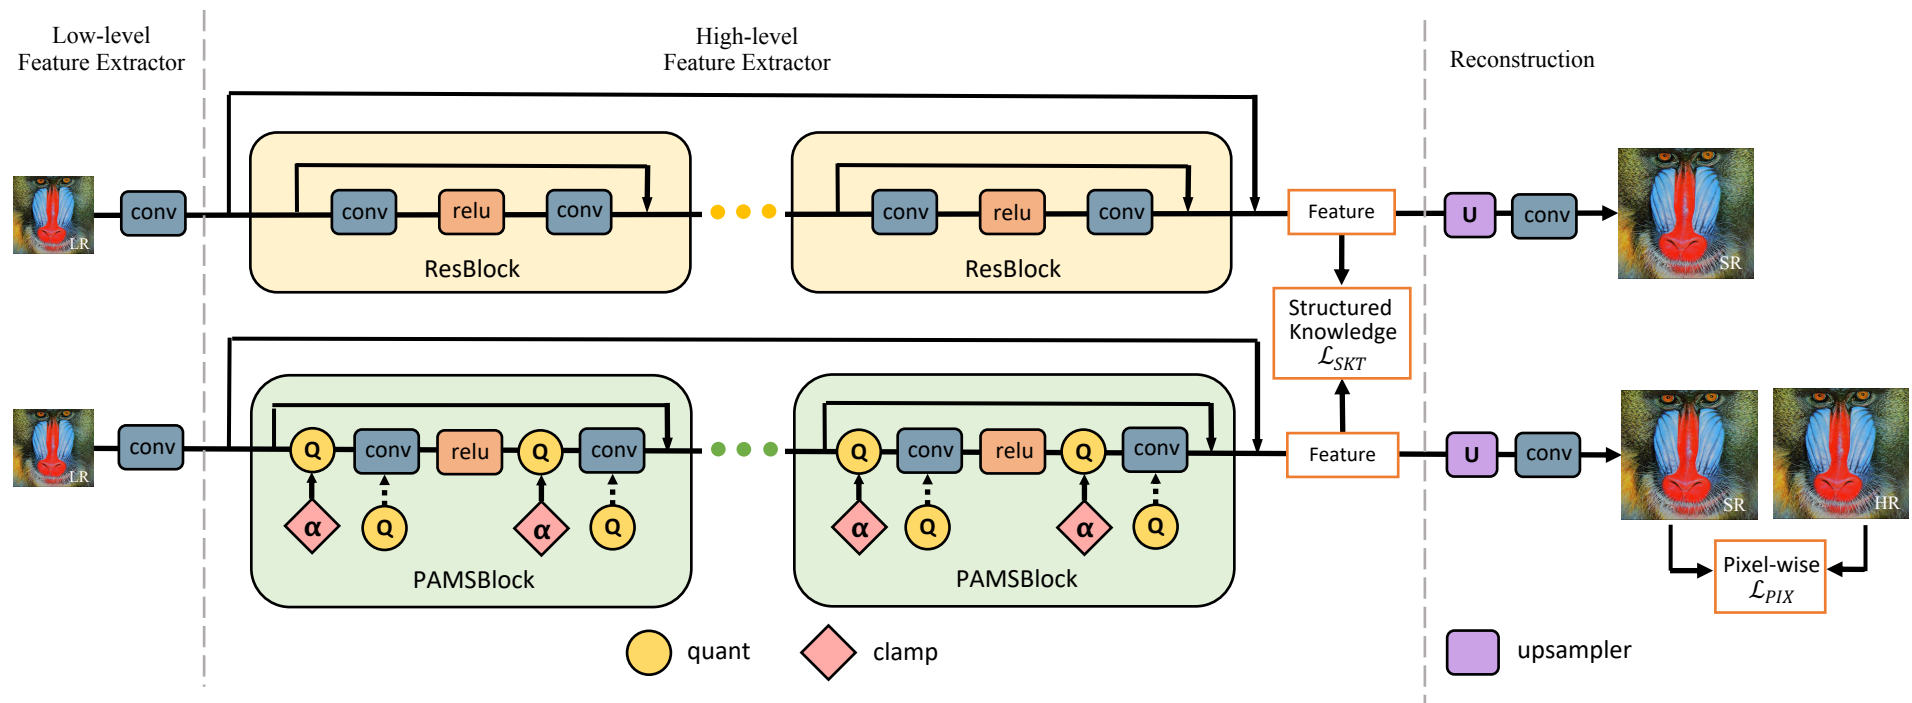 Low-level
Feature Extractor
High-level
Feature Extractor
Reconstruction
LR
conv
conv
relu
conv
ResBlock
conv
relu
conv
ResBlock
Feature
U
conv
SR
Structured
Knowledge
ℒSKT
LR
conv
Q
conv
relu
Q
conv
α
Q
α
Q
PAMSBlock
Q
conv
relu
Q
conv
α
Q
α
Q
PAMSBlock
Feature
U
conv
SR
HR
Pixel-wise
ℒPIX
quant
clamp
upsampler